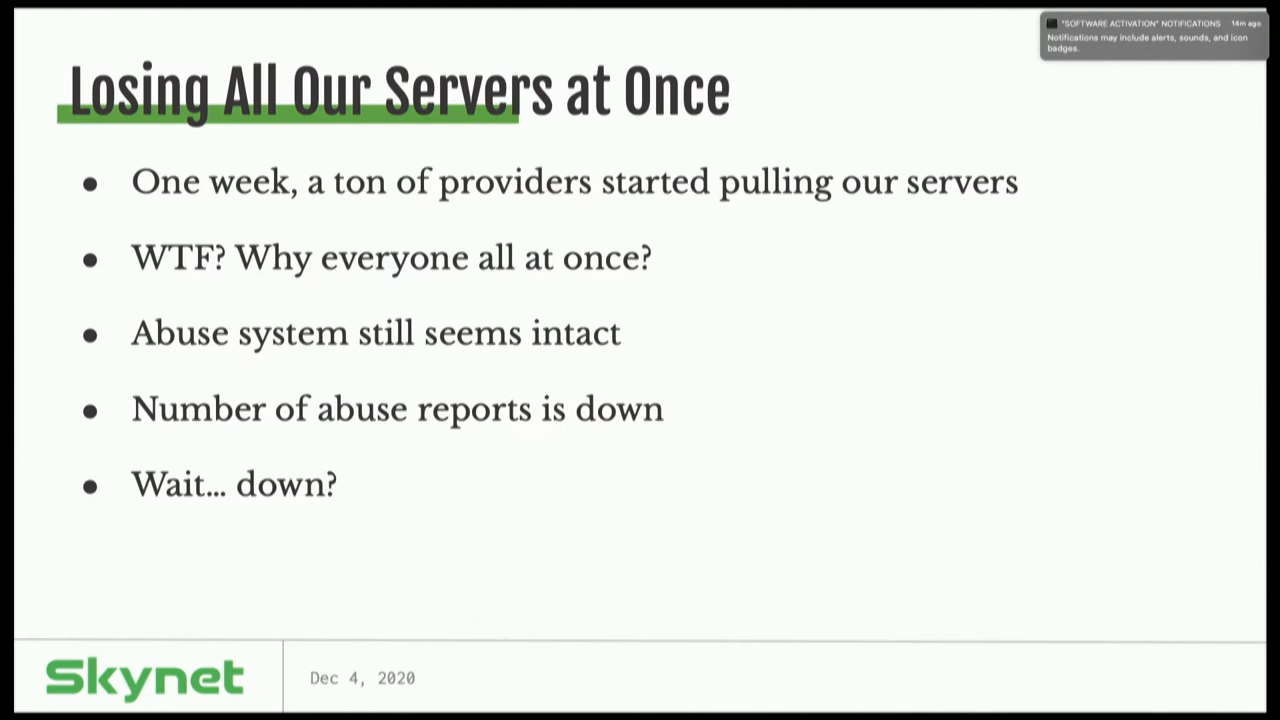 "SOFTWARE ACTIVATION" NOTIFICATIONS 14m ago
Notifications may include alerts, sounds, and icon
badges.
Losing All Our Servers at Once
• One week, a ton of providers started pulling our servers
• WTF? Why everyone all at once?
• Abuse system still seems intact
• Number of abuse reports is down
• Wait... down?
Skynet
Dec 4, 2020